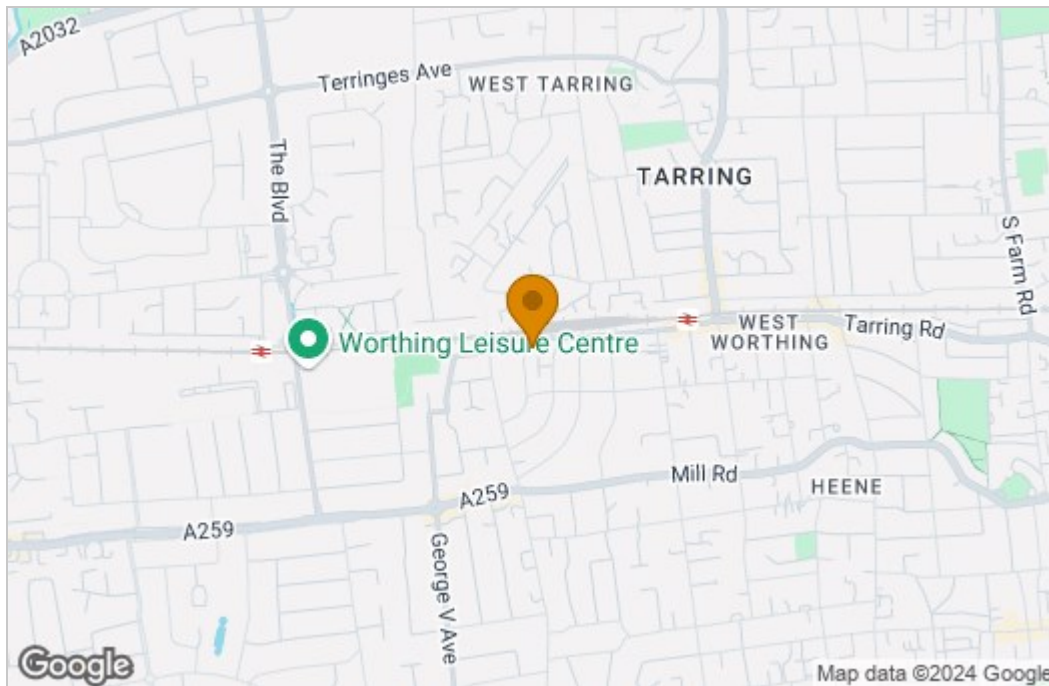 A2032
Terringes Ave
WEST TARRING
The Blvd
TARRING
S Farm Rd
Worthing Leisure Centre
WEST
WORTHING
Tarring Rd
Mill Rd
HEENE
A259
A259
George V Ave
Google
Map data ©2024 Google